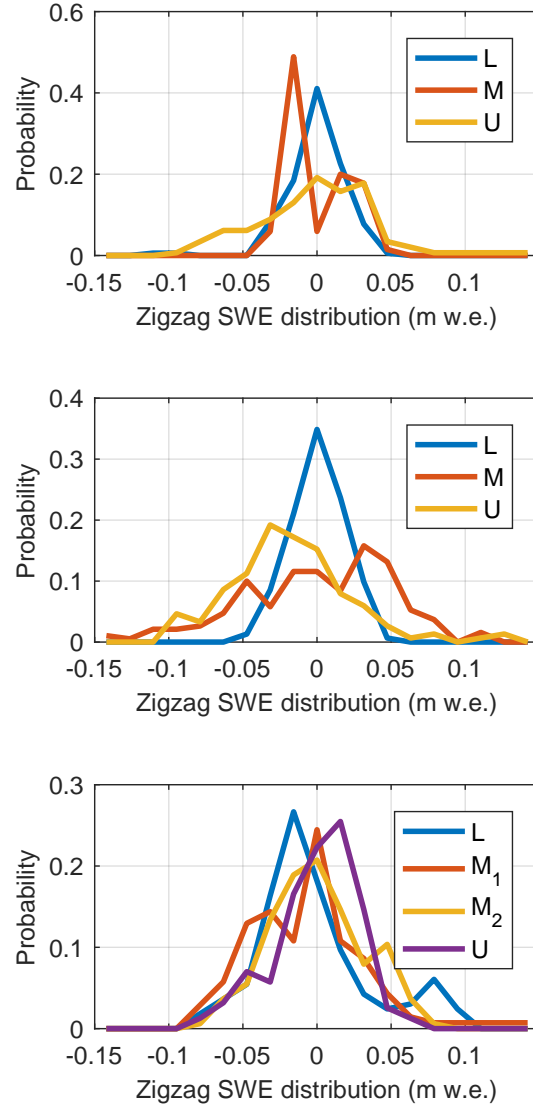 0.6
0.4
0.2
0
Probability
L
M
U
-0.15 -0.1 -0.05 0 0.05 0.1
Zigzag SWE distribution (m w.e.)
0.4
0.3
0.2
0.1
0
Probability
L
M
U
-0.15 -0.1 -0.05 0 0.05 0.1
Zigzag SWE distribution (m w.e.)
0.3
0.2
0.1
0
Probability
L
M1
M2
U
-0.15 -0.1 -0.05 0 0.05 0.1
Zigzag SWE distribution (m w.e.)